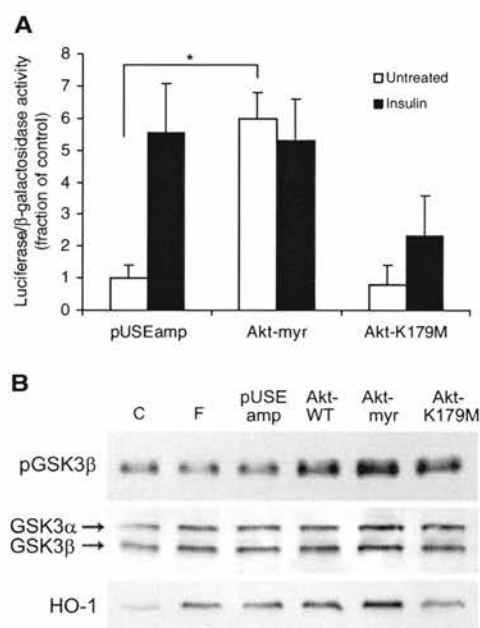 A
Luciferase/β-galactosidase activity
(fraction of control)
8
7
6
5
4
3
2
1
0
*
Untreated
Insulin
pUSEamp
Akt-myr
Akt-K179M
B
C
F
pUSE
amp
Akt-
WT
Akt-
myr
Akt-
K179M
pGSK3β
GSK3α
GSK3β
HO-1